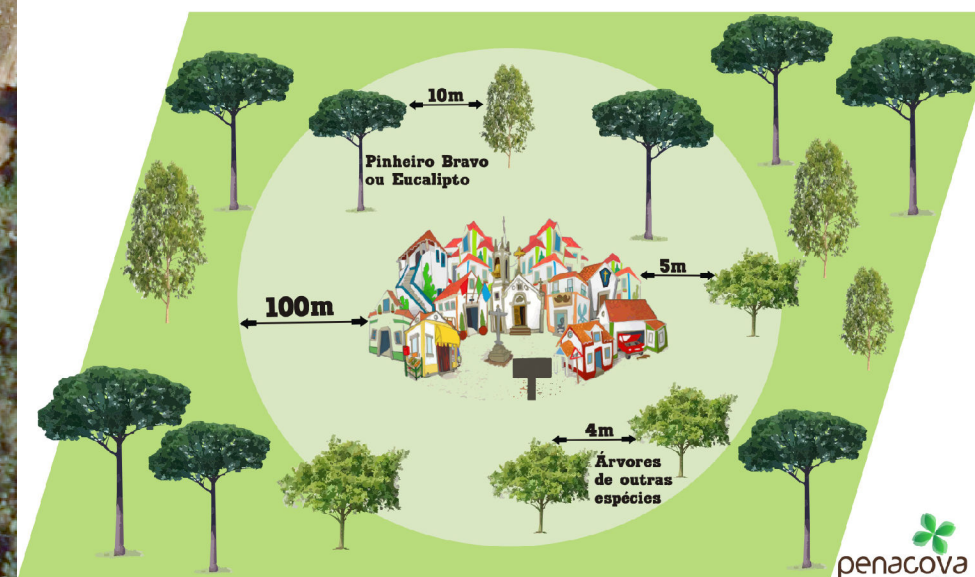 10m
Pinheiro Bravo
ou Eucalipto
5m
100m
4m
Árvores
de outras
espécies
penacova